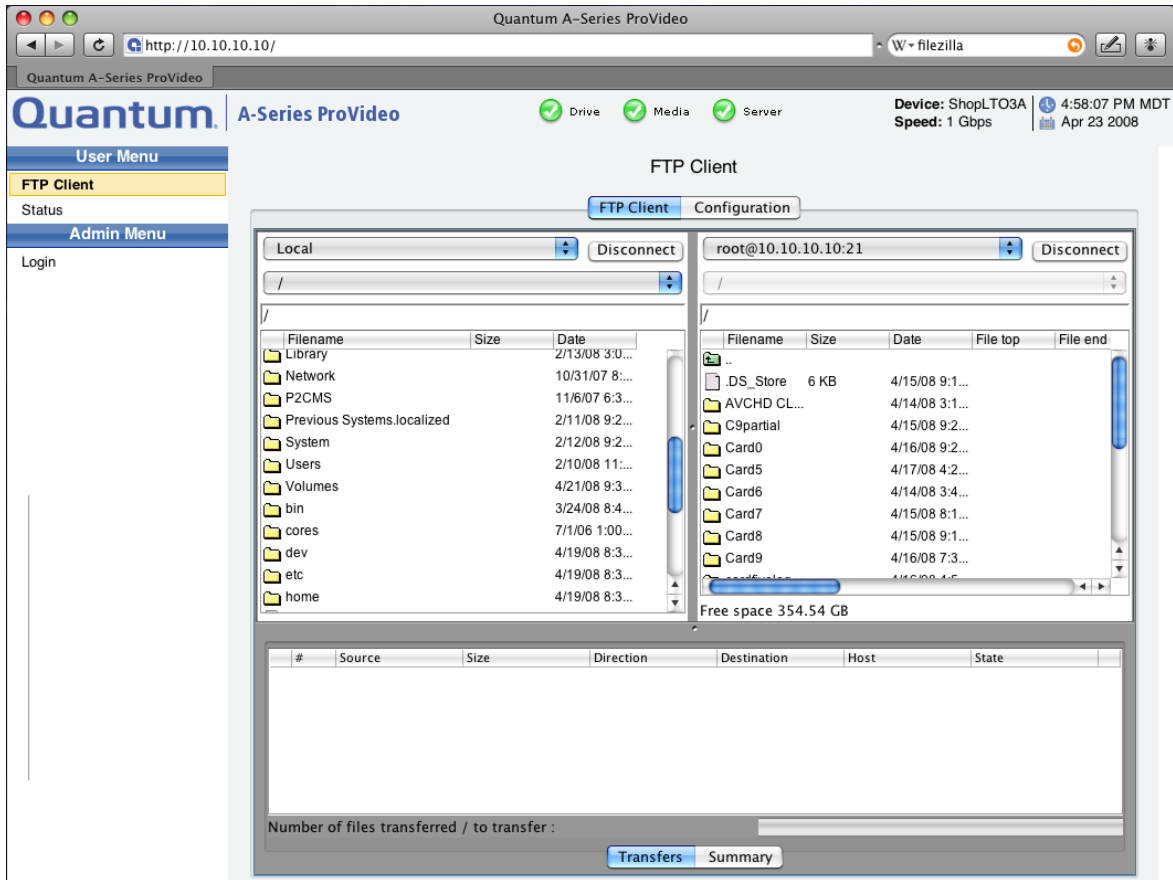 Quantum A-Series ProVideo
http://10.10.10.10/
W filezilla
Quantum A-Series ProVideo
Quantum. A-Series ProVideo
Drive Media Server
Device: ShopLTO3A 4:58:07 PM MDT
Speed: 1 Gbps Apr 23 2008
User Menu
FTP Client
Status
Admin Menu
Login
FTP Client
FTP Client Configuration
Local Disconnect
/
/
Filename Size Date
Library 2/13/08 3:0...
Network 10/31/07 8:...
P2CMS 11/6/07 6:3...
Previous Systems.localized 2/11/08 9:2...
System 2/12/08 9:2...
Users 2/10/08 11:...
Volumes 4/21/08 9:3...
bin 3/24/08 8:4...
cores 7/1/06 1:00...
dev 4/19/08 8:3...
etc 4/19/08 8:3...
home 4/19/08 8:3...
root@10.10.10.10:21 Disconnect
/
/
Filename Size Date File top File end
..
.DS_Store 6 KB 4/15/08 9:1...
AVCHD CL... 4/14/08 3:1...
C9partial 4/15/08 9:2...
Card0 4/16/08 9:2...
Card5 4/17/08 4:2...
Card6 4/14/08 3:4...
Card7 4/15/08 8:1...
Card8 4/15/08 9:1...
Card9 4/16/08 7:3...
Free space 354.54 GB
# Source Size Direction Destination Host State
Number of files transferred / to transfer :
Transfers Summary